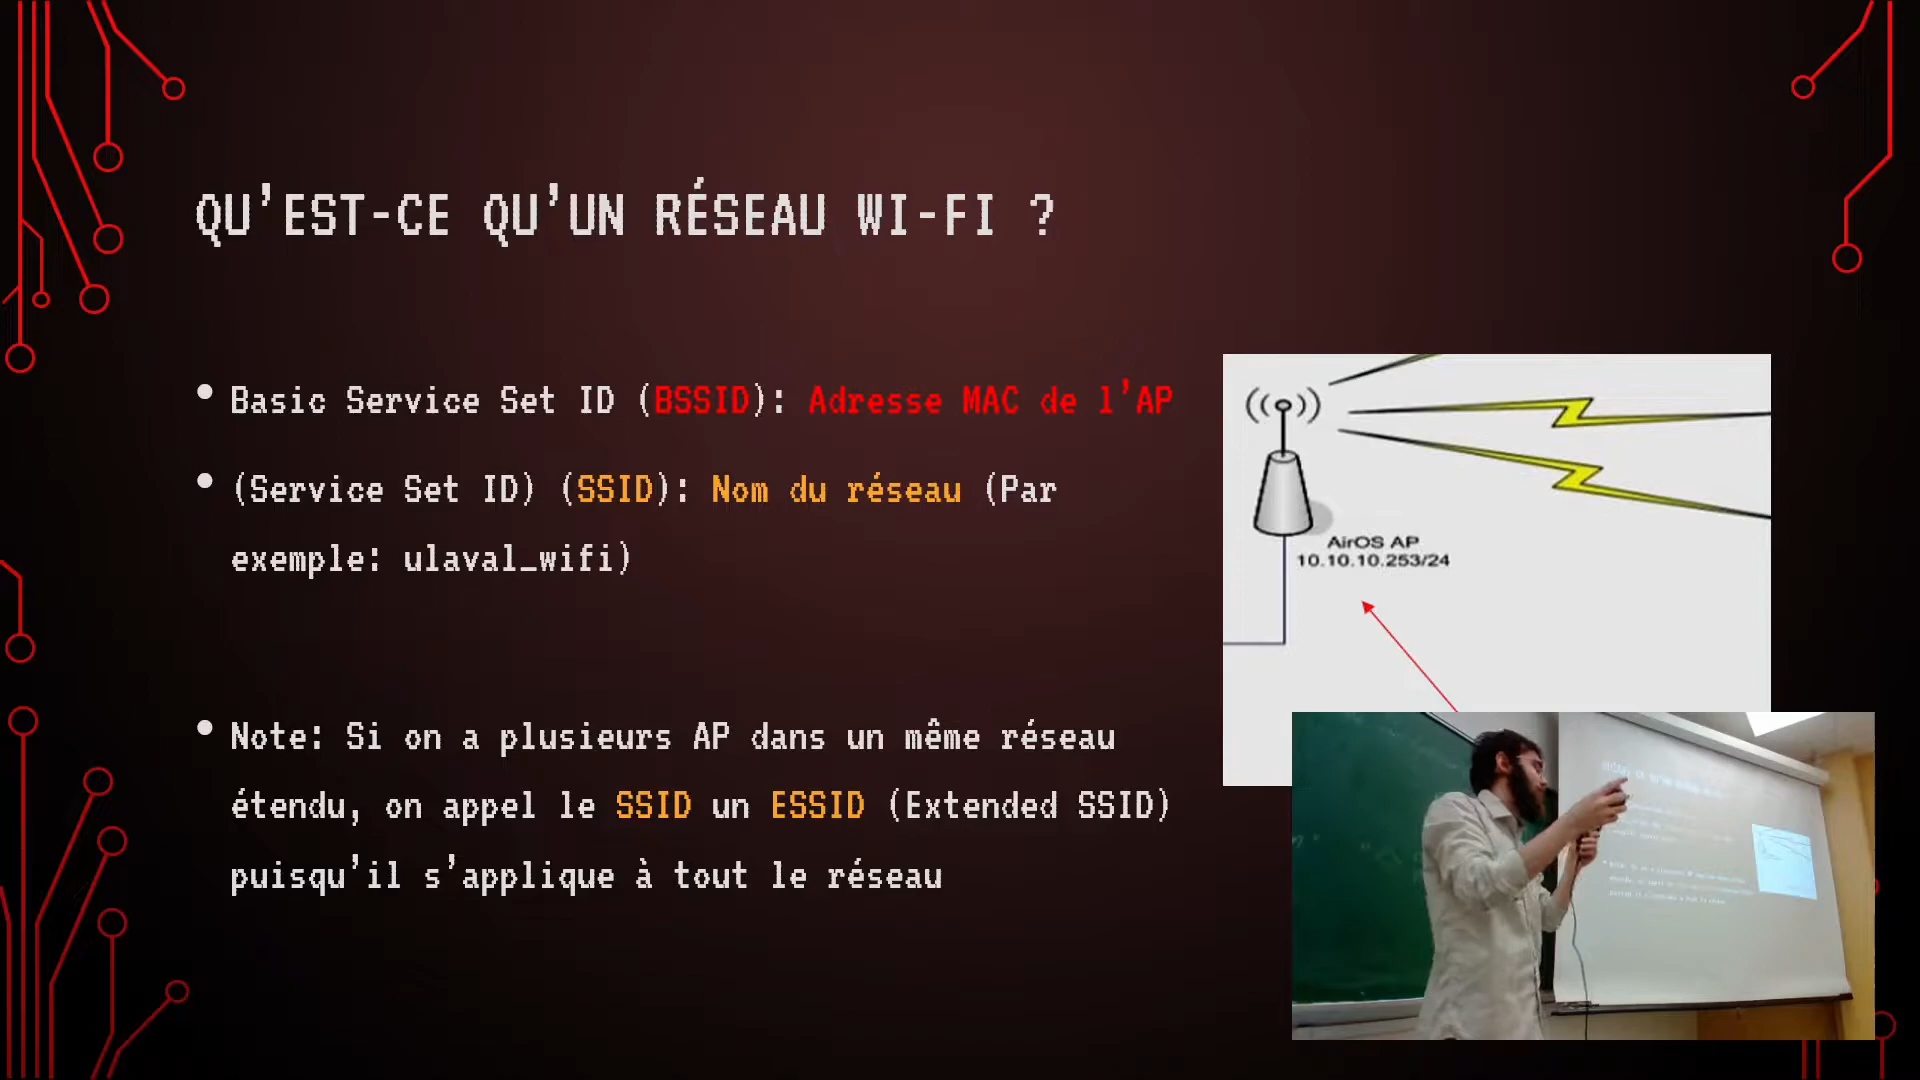 QU'EST-CE QU'UN RÉSEAU WI-FI ?
• Basic Service Set ID (BSSID): Adresse MAC de l'AP
• (Service Set ID) (SSID): Nom du réseau (Par
exemple: ulaval_wifi)
• Note: Si on a plusieurs AP dans un même réseau
étendu, on appel le SSID un ESSID (Extended SSID)
puisqu'il s'applique à tout le réseau
AirOS AP
10.10.10.253/24